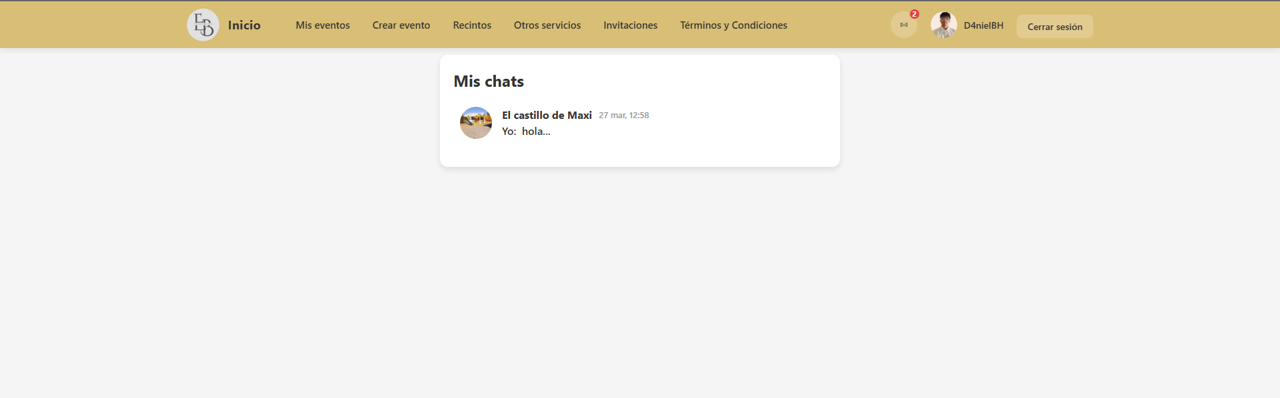 EDB Inicio Mis eventos Crear evento Recintos Otros servicios Invitaciones Términos y Condiciones 2 D4nielBH Cerrar sesión
Mis chats
El castillo de Maxi 27 mar, 12:58
Yo: hola...